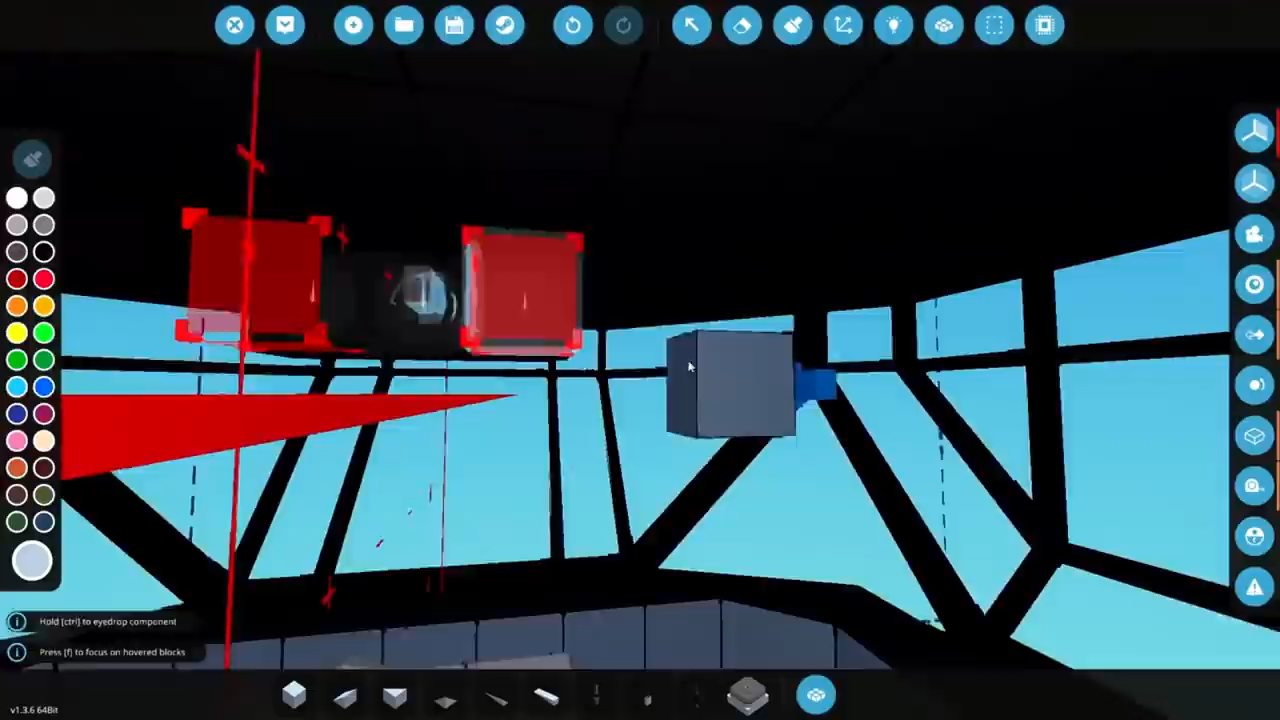 Hold [ctrl] to eyedrop component
Press [f] to focus on hovered blocks
v1.3.6 64Bit